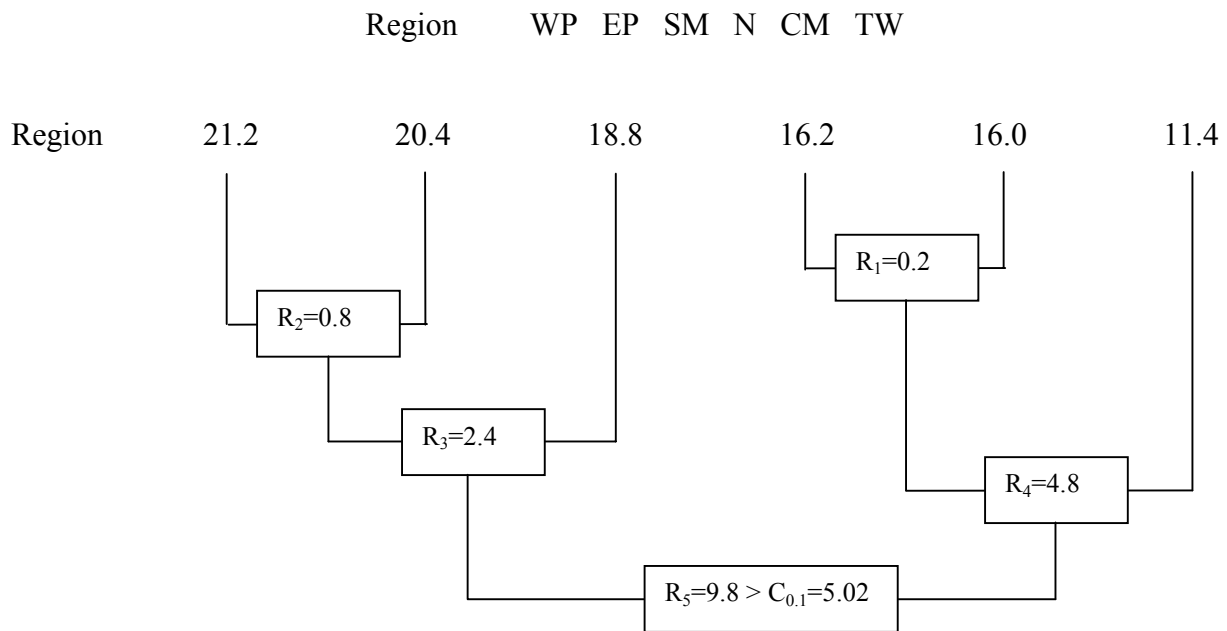 Region WP EP SM N CM TW
Region 21.2 20.4 18.8 16.2 16.0 11.4
R₁=0.2
R₂=0.8
R₃=2.4
R₄=4.8
R₅=9.8 > C₀.₁=5.02